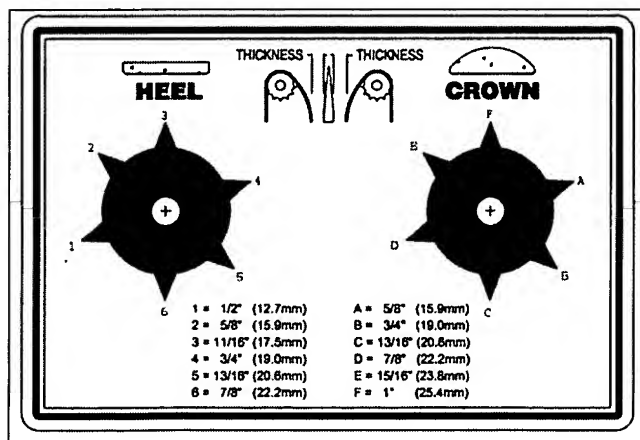 THICKNESS THICKNESS
HEEL CROWN
3
2
4
1
5
6
F
E
A
D
B
C
1 = 1/2" (12.7mm)
2 = 5/8" (15.9mm)
3 = 11/16" (17.5mm)
4 = 3/4" (19.0mm)
5 = 13/16" (20.6mm)
6 = 7/8" (22.2mm)
A = 5/8" (15.9mm)
B = 3/4" (19.0mm)
C = 13/16" (20.6mm)
D = 7/8" (22.2mm)
E = 15/16" (23.8mm)
F = 1" (25.4mm)